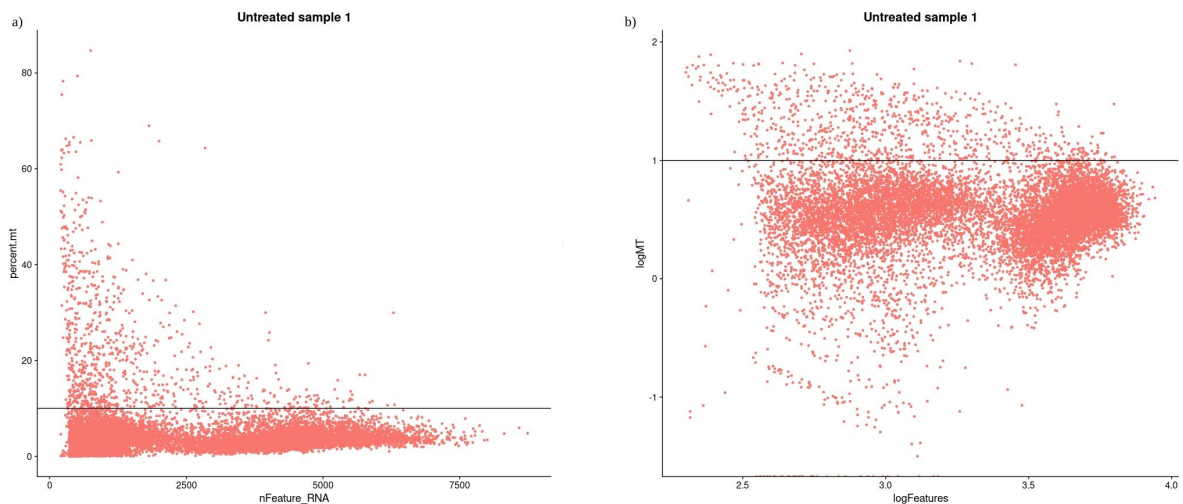 a)
Untreated sample 1
percent.mt
80
60
40
20
0
0
2500
5000
7500
nFeature_RNA
b)
Untreated sample 1
logMT
2
1
0
-1
2.5
3.0
3.5
4.0
logFeatures